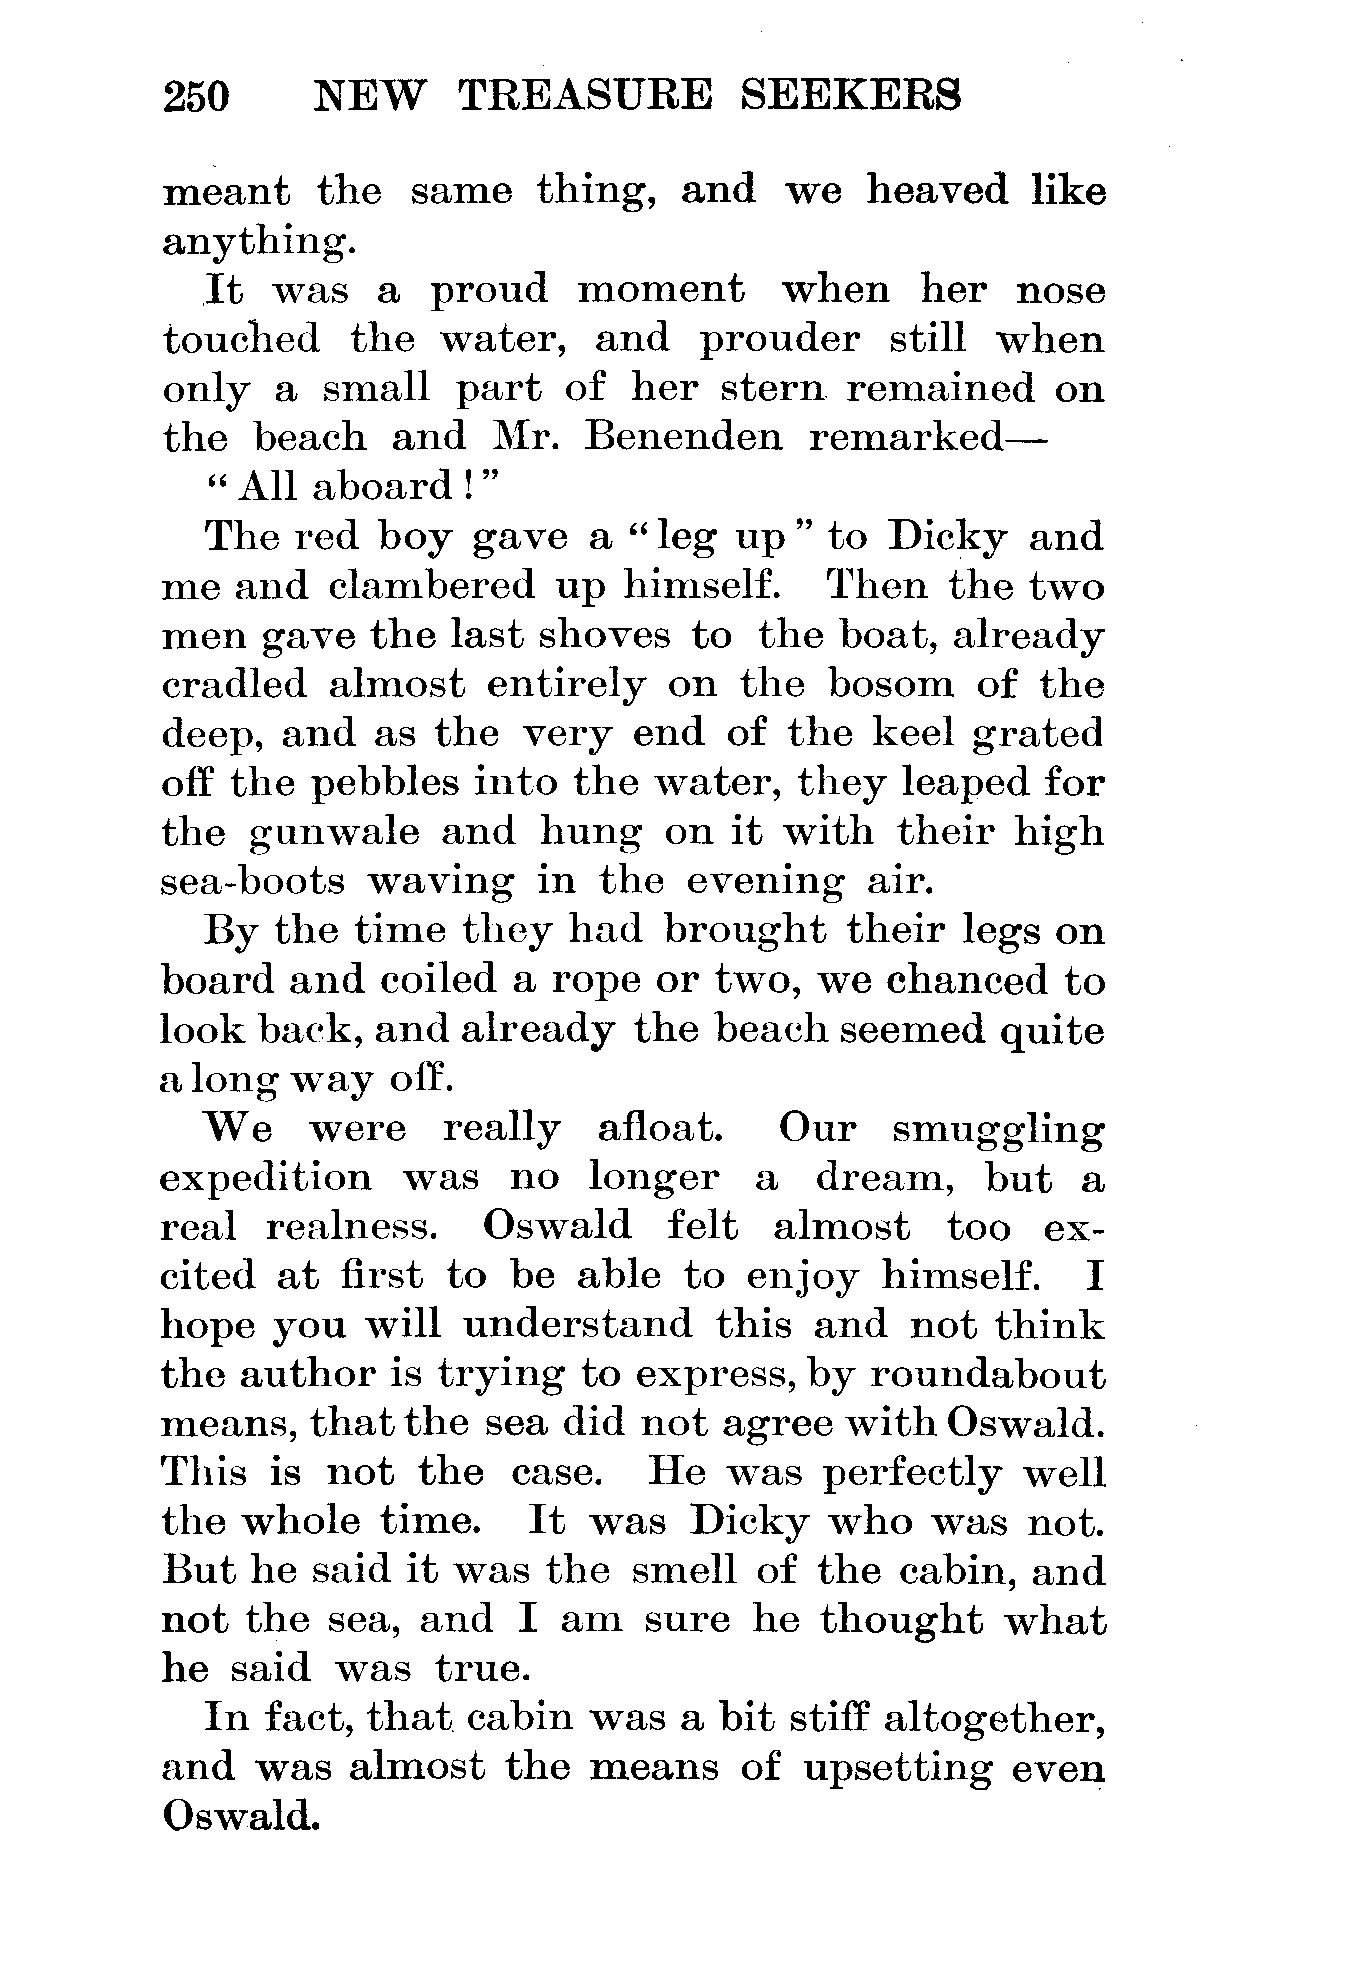 250 NEW TREASURE SEEKERS
meant the same thing, and we heaved like
anything.
It was a proud moment when her nose
touched the water, and prouder still when
only a small part of her stern remained on
the beach and Mr. Benenden remarked—
“ All aboard ! ”
The red boy gave a “ leg up ” to Dicky and
me and clambered up himself. Then the two
men gave the last shoves to the boat, already
cradled almost entirely on the bosom of the
deep, and as the very end of the keel grated
off the pebbles into the water, they leaped for
the gunwale and hung on it with their high
sea-boots waving in the evening air.
By the time they had brought their legs on
board and coiled a rope or two, we chanced to
look back, and already the beach seemed quite
a long way off.
We were really afloat. Our smuggling
expedition was no longer a dream, but a
real realness. Oswald felt almost too ex-
cited at first to be able to enjoy himself. I
hope you will understand this and not think
the author is trying to express, by roundabout
means, that the sea did not agree with Oswald.
This is not the case. He was perfectly well
the whole time. It was Dicky who was not.
But he said it was the smell of the cabin, and
not the sea, and I am sure he thought what
he said was true.
In fact, that cabin was a bit stiff altogether,
and was almost the means of upsetting even
Oswald.